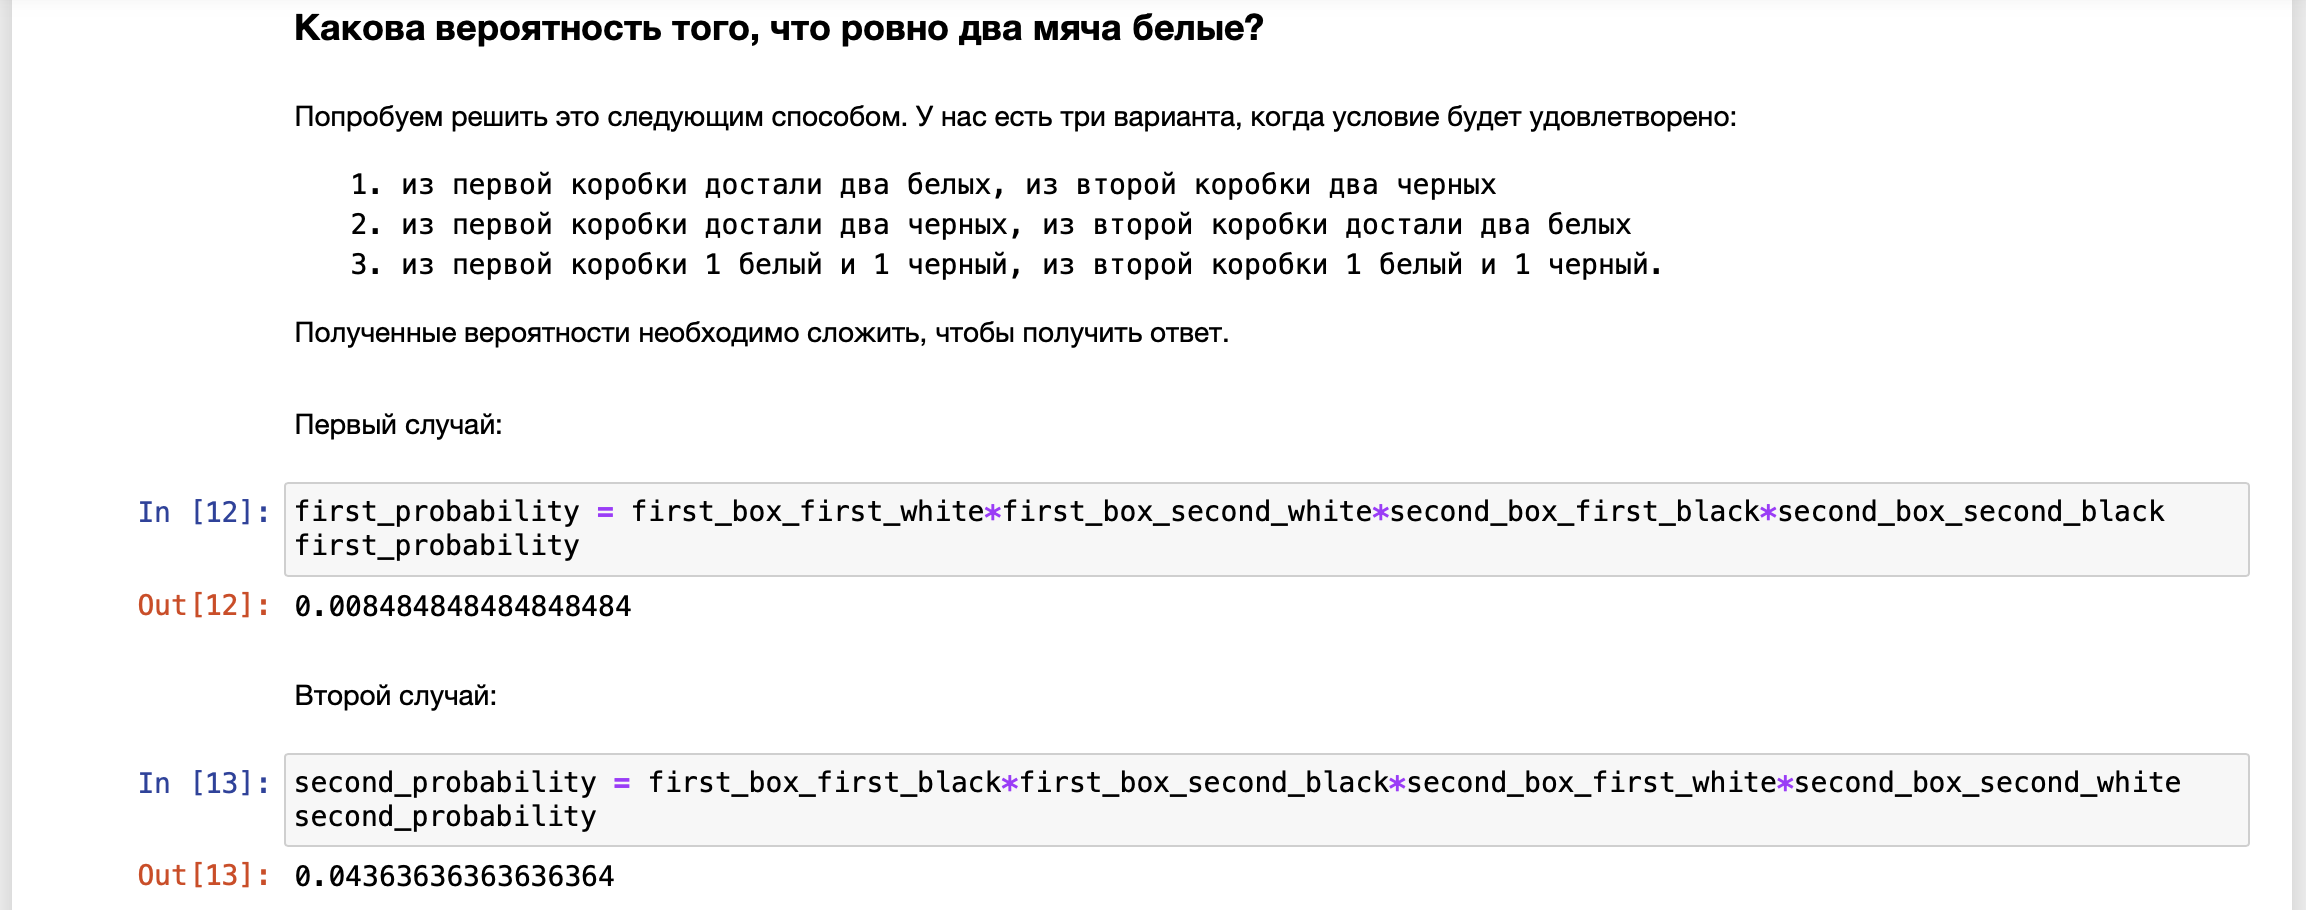 Какова вероятность того, что ровно два мяча белые?
Попробуем решить это следующим способом. У нас есть три варианта, когда условие будет удовлетворено:
1. из первой коробки достали два белых, из второй коробки два черных
2. из первой коробки достали два черных, из второй коробки достали два белых
3. из первой коробки 1 белый и 1 черный, из второй коробки 1 белый и 1 черный.
Полученные вероятности необходимо сложить, чтобы получить ответ.
Первый случай:
In [12]: first_probability = first_box_first_white*first_box_second_white*second_box_first_black*second_box_second_black
first_probability
Out[12]: 0.008484848484848484
Второй случай:
In [13]: second_probability = first_box_first_black*first_box_second_black*second_box_first_white*second_box_second_white
second_probability
Out[13]: 0.04363636363636364